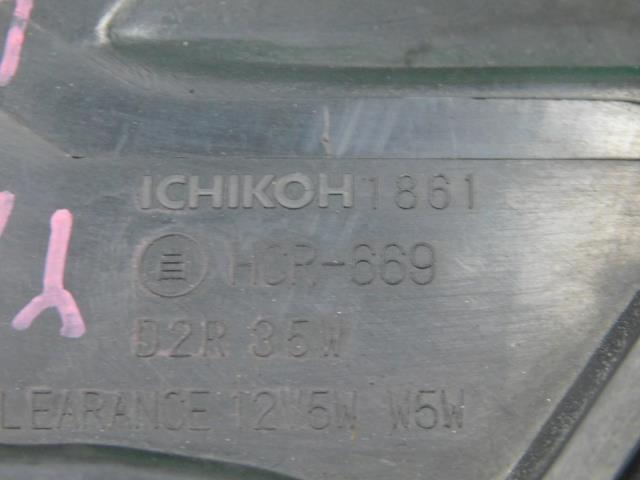 ICHIKOH 1861
HCR-669
D2R 35W
LEARANCE 12V5W W5W